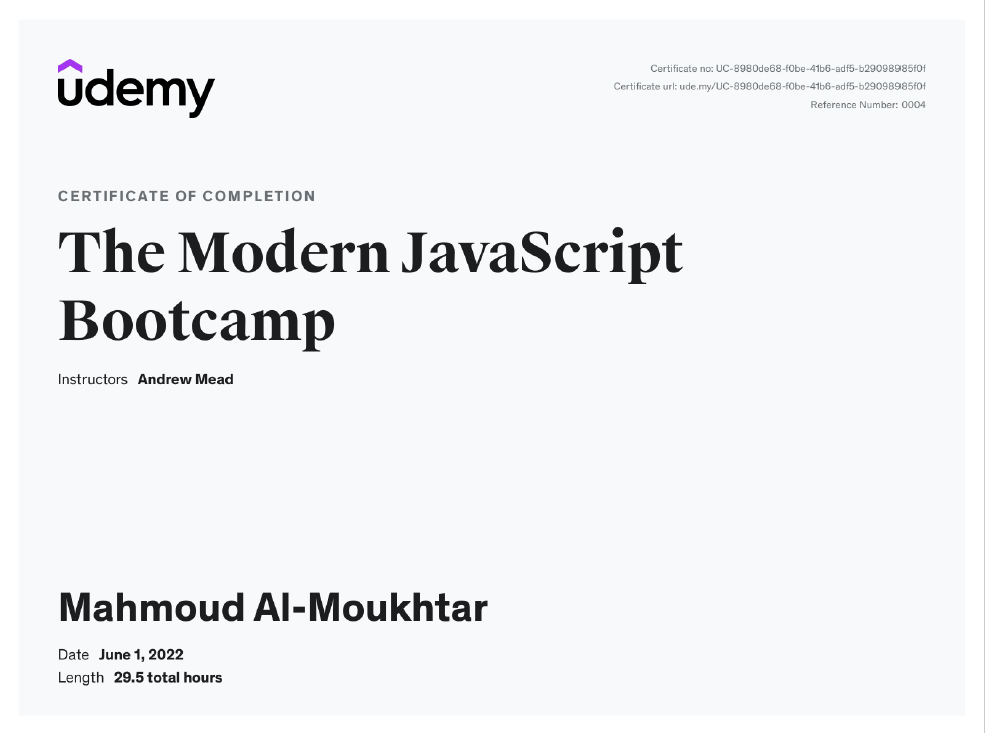 udemy
Certificate no: UC-8980de68-f0be-41b6-adf5-b29098985f0f
Certificate url: ude.my/UC-8980de68-f0be-41b6-adf5-b29098985f0f
Reference Number: 0004
CERTIFICATE OF COMPLETION
The Modern JavaScript
Bootcamp
Instructors Andrew Mead
Mahmoud Al-Moukhtar
Date June 1, 2022
Length 29.5 total hours